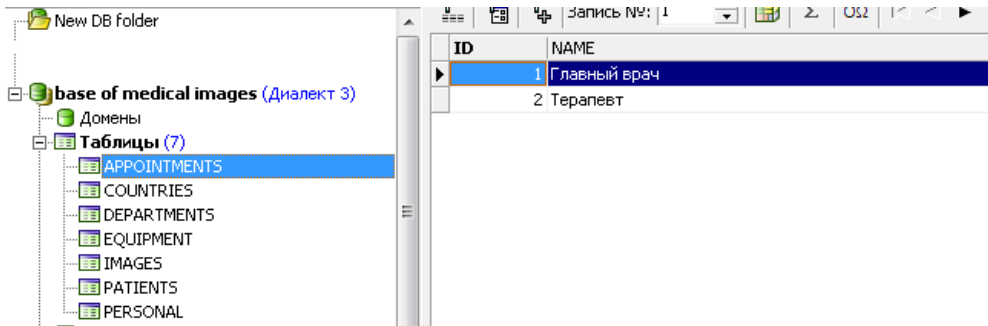 New DB folder
base of medical images (Диалект 3)
Домены
Таблицы (7)
APPOINTMENTS
COUNTRIES
DEPARTMENTS
EQUIPMENT
IMAGES
PATIENTS
PERSONAL
Запись №: 1 Σ ΟΩ
ID NAME
1 Главный врач
2 Терапевт